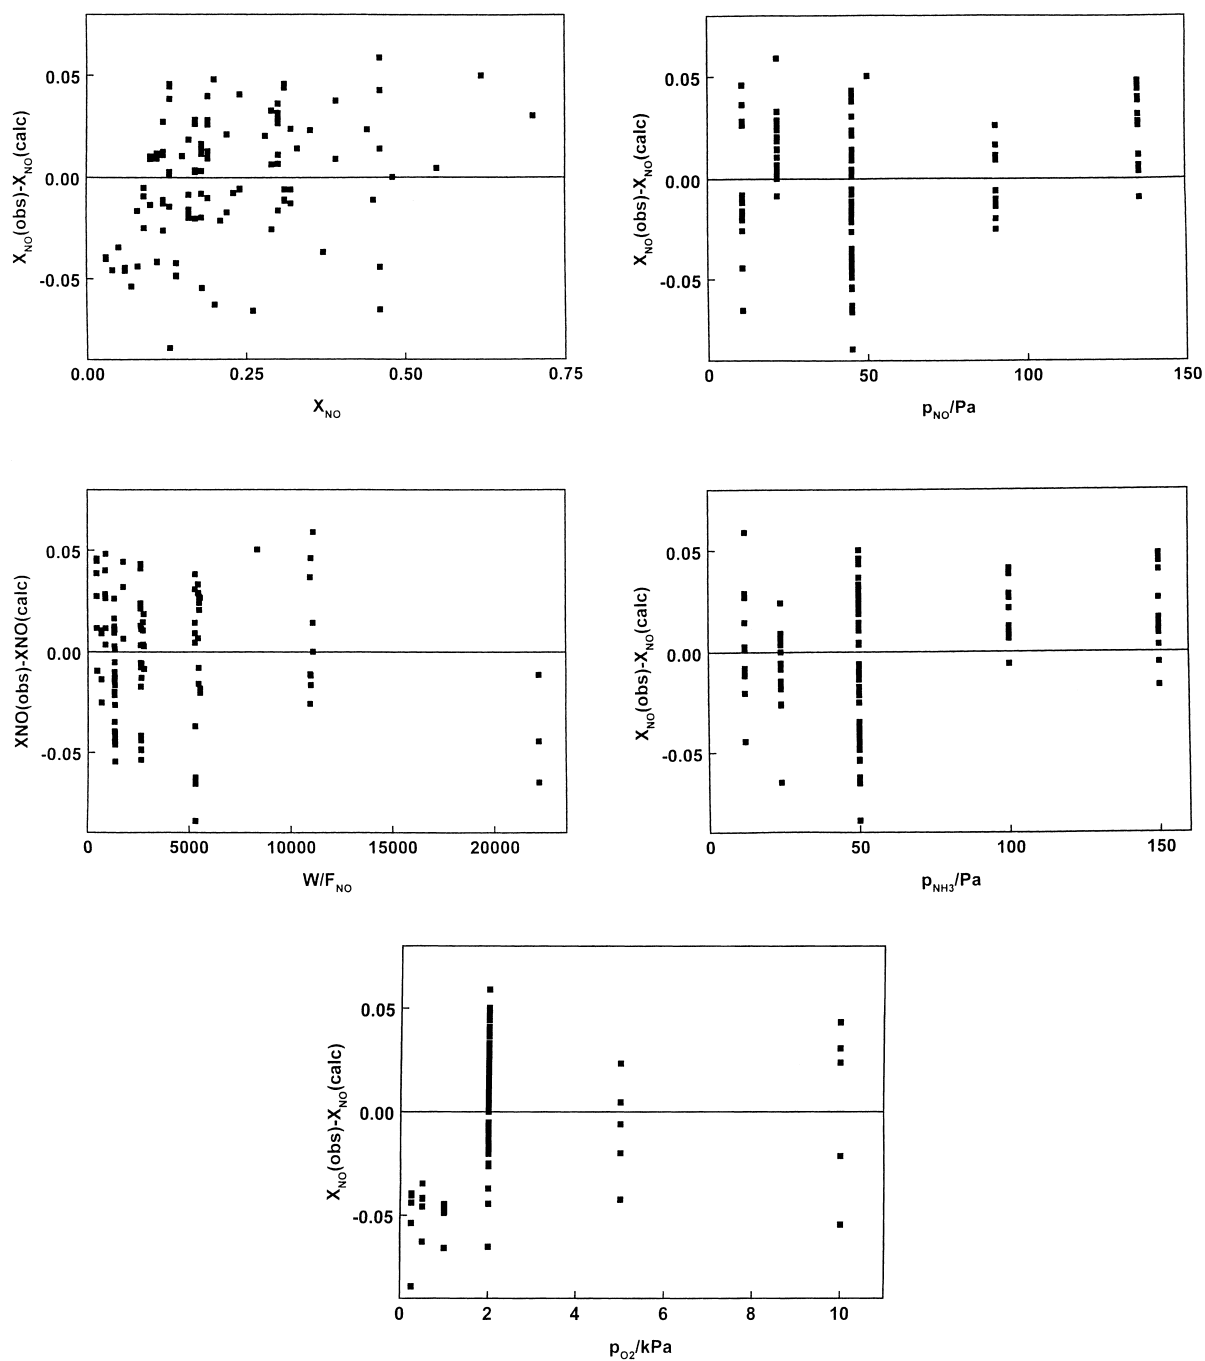 0.05
0.00
-0.05
X_NO(obs)-X_NO(calc)
0.00 0.25 0.50 0.75
X_NO
0.05
0.00
-0.05
X_NO(obs)-X_NO(calc)
0 50 100 150
p_NO/Pa
0.05
0.00
-0.05
XNO(obs)-XNO(calc)
0 5000 10000 15000 20000
W/F_NO
0.05
0.00
-0.05
X_NO(obs)-X_NO(calc)
0 50 100 150
p_NH3/Pa
0.05
0.00
-0.05
X_NO(obs)-X_NO(calc)
0 2 4 6 8 10
p_O2/kPa